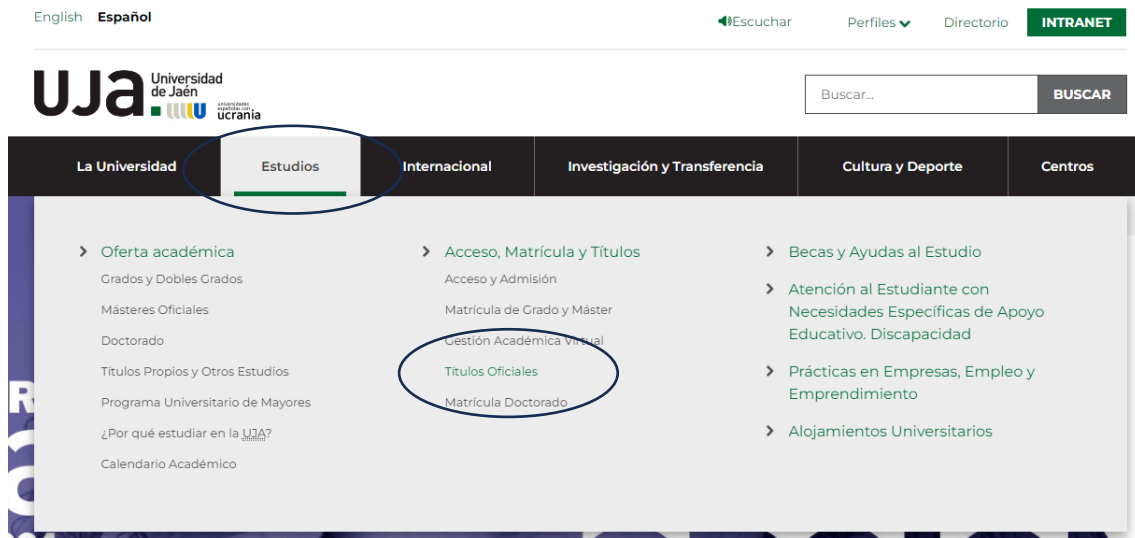 English Español
Escuchar Perfiles Directorio INTRANET
UJa Universidad
de Jaén
universidades
españolas con
ucrania
Buscar... BUSCAR
La Universidad Estudios Internacional Investigación y Transferencia Cultura y Deporte Centros
Oferta académica
Grados y Dobles Grados
Másteres Oficiales
Doctorado
Títulos Propios y Otros Estudios
Programa Universitario de Mayores
¿Por qué estudiar en la UJA?
Calendario Académico
Acceso, Matrícula y Títulos
Acceso y Admisión
Matrícula de Grado y Máster
Gestión Académica Virtual
Títulos Oficiales
Matrícula Doctorado
Becas y Ayudas al Estudio
Atención al Estudiante con
Necesidades Específicas de Apoyo
Educativo. Discapacidad
Prácticas en Empresas, Empleo y
Emprendimiento
Alojamientos Universitarios